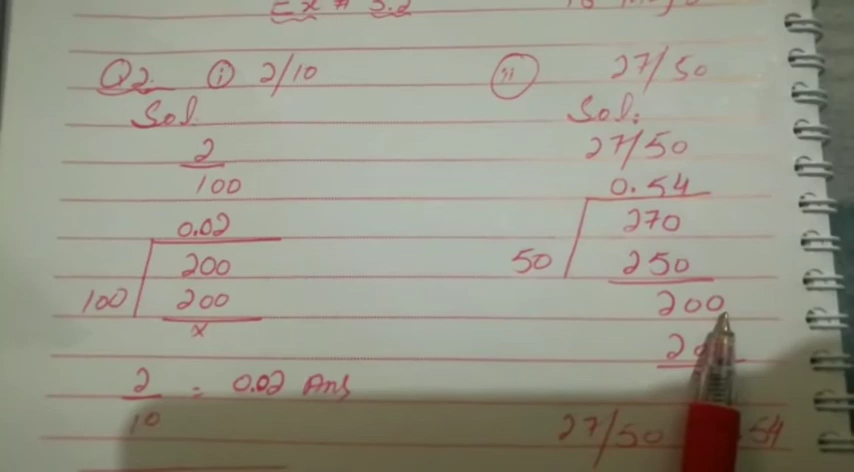 Ex # 3.2
Q2. i 2/10
Sol.
2
100
0.02
200
100 200
x
2
10 = 0.02 Ans
ii 27/50
Sol.
27/50
0.54
270
50 250
200
27/50 .54